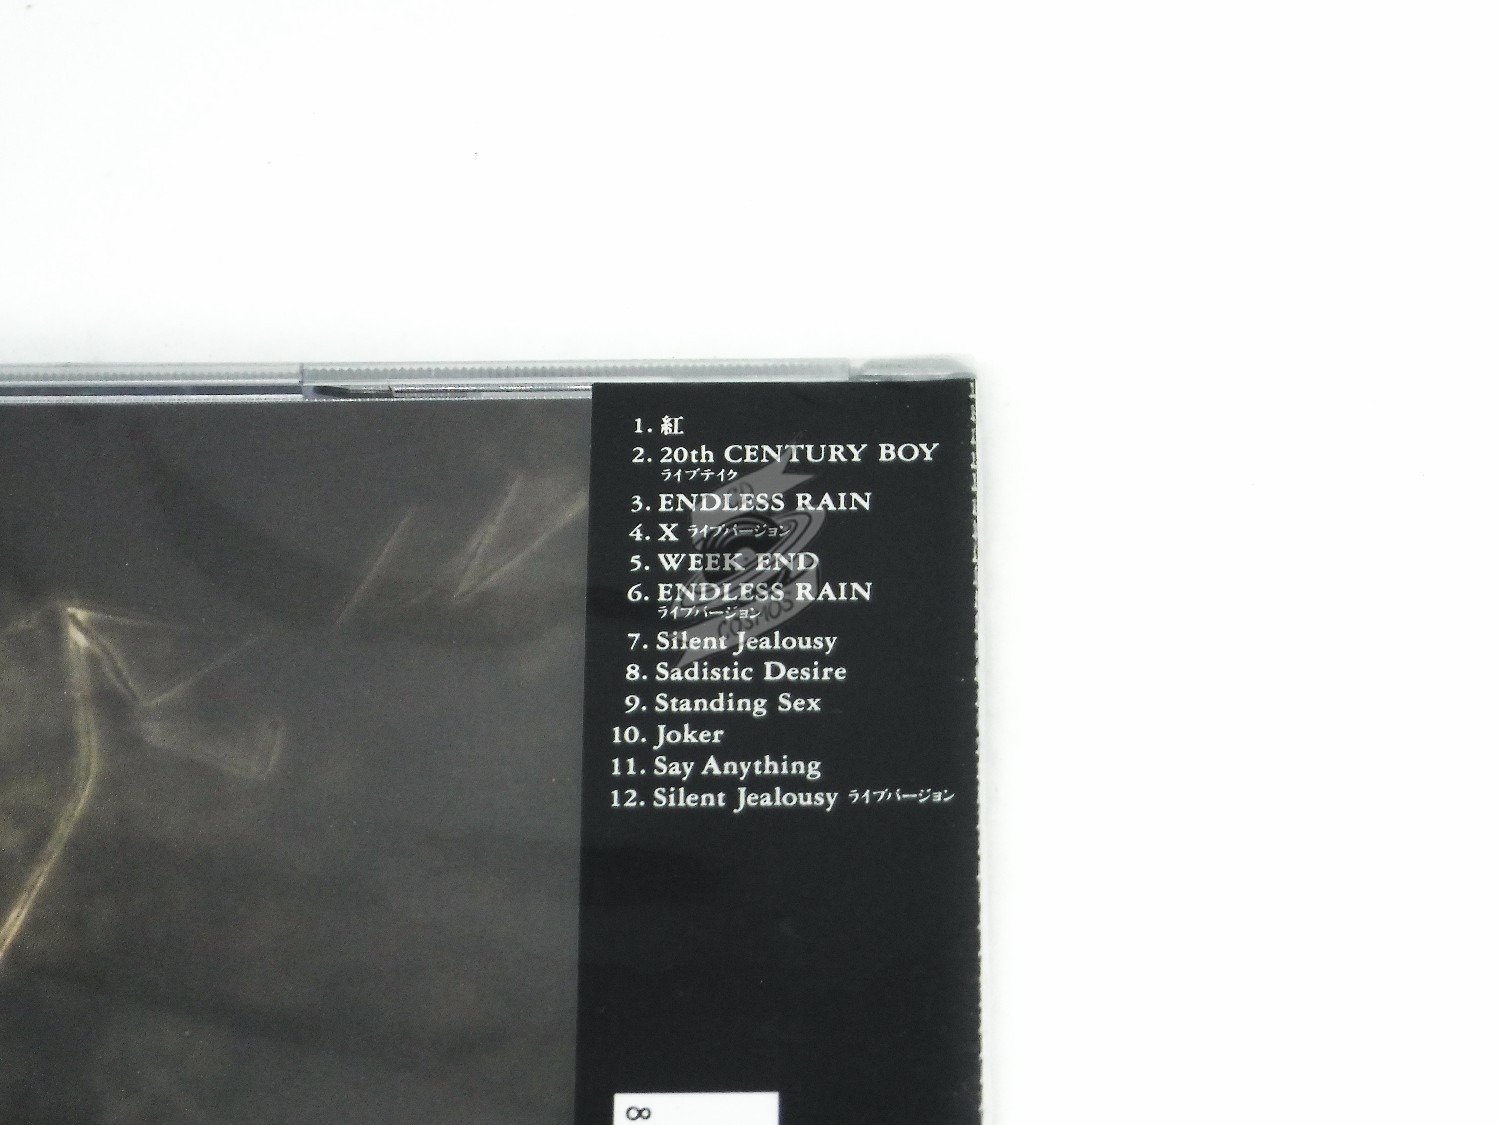 1. 紅
2. 20th CENTURY BOY
ライブテイク
3. ENDLESS RAIN
4. X ライブバージョン
5. WEEK END
6. ENDLESS RAIN
ライブバージョン
7. Silent Jealousy
8. Sadistic Desire
9. Standing Sex
10. Joker
11. Say Anything
12. Silent Jealousy ライブバージョン
CD
COSMOS
8